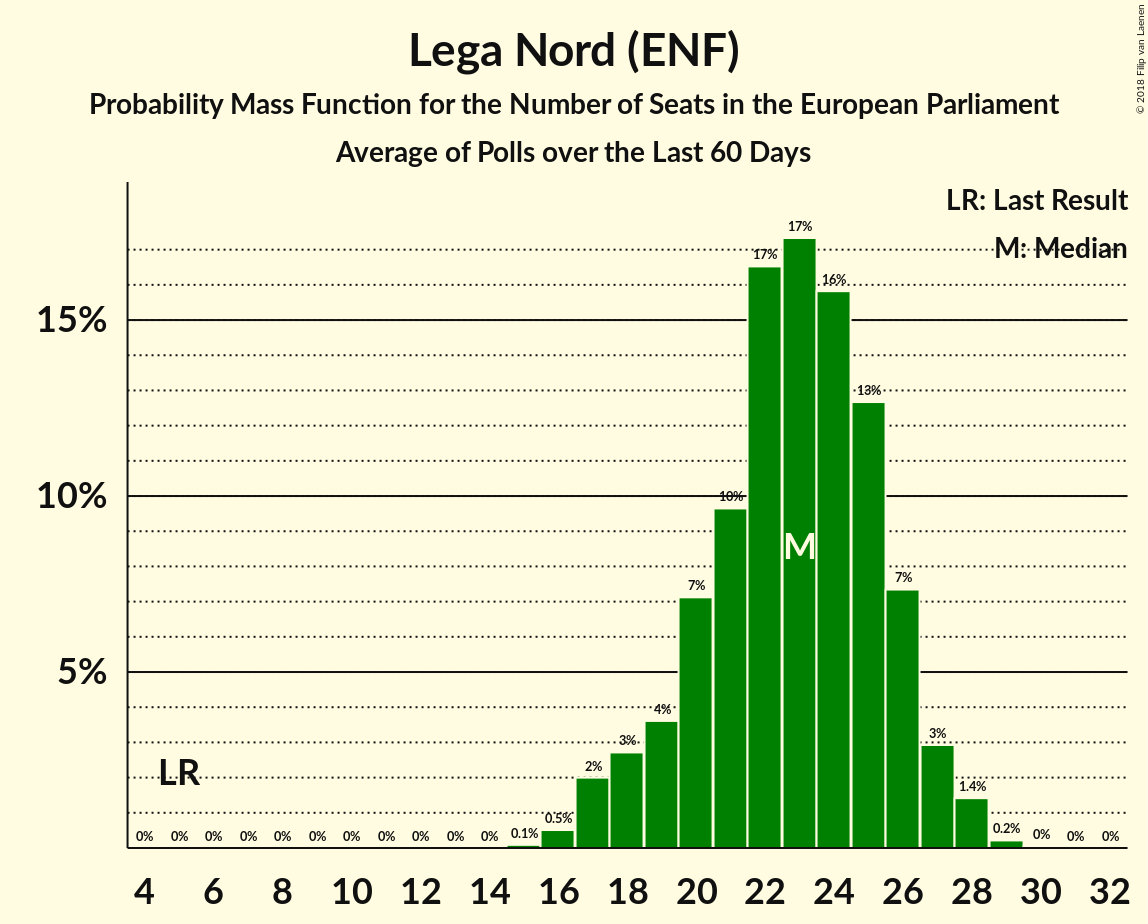 Lega Nord (ENF)
Probability Mass Function for the Number of Seats in the European Parliament
Average of Polls over the Last 60 Days
© 2018 Filip van Laenen
LR: Last Result
M: Median
15%
10%
5%
LR
M
0% 0% 0% 0% 0% 0% 0% 0% 0% 0% 0% 0.1% 0.5% 2% 3% 4% 7% 10% 17% 17% 16% 13% 7% 3% 1.4% 0.2% 0% 0% 0%
4 6 8 10 12 14 16 18 20 22 24 26 28 30 32